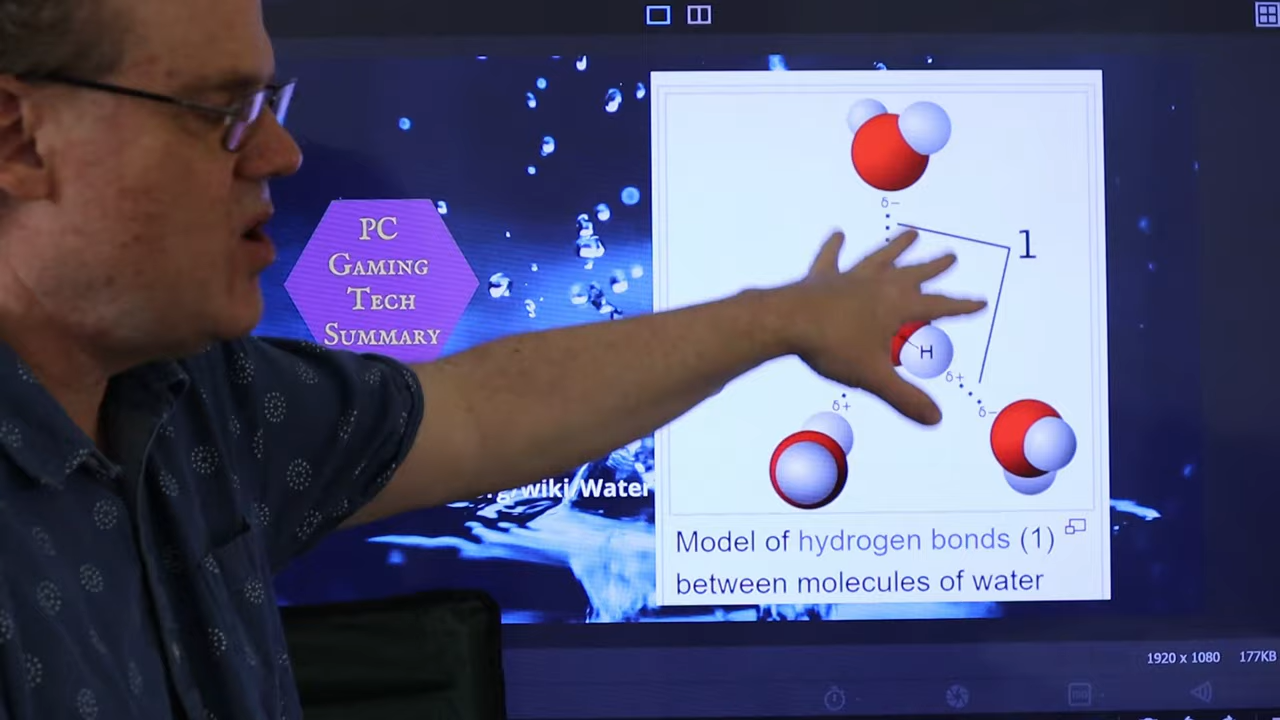 PC
Gaming
Tech
Summary
δ−
1
H
δ+
δ−
δ+
rg/wiki/Water
Model of hydrogen bonds (1)
between molecules of water
1920 x 1080 177KB